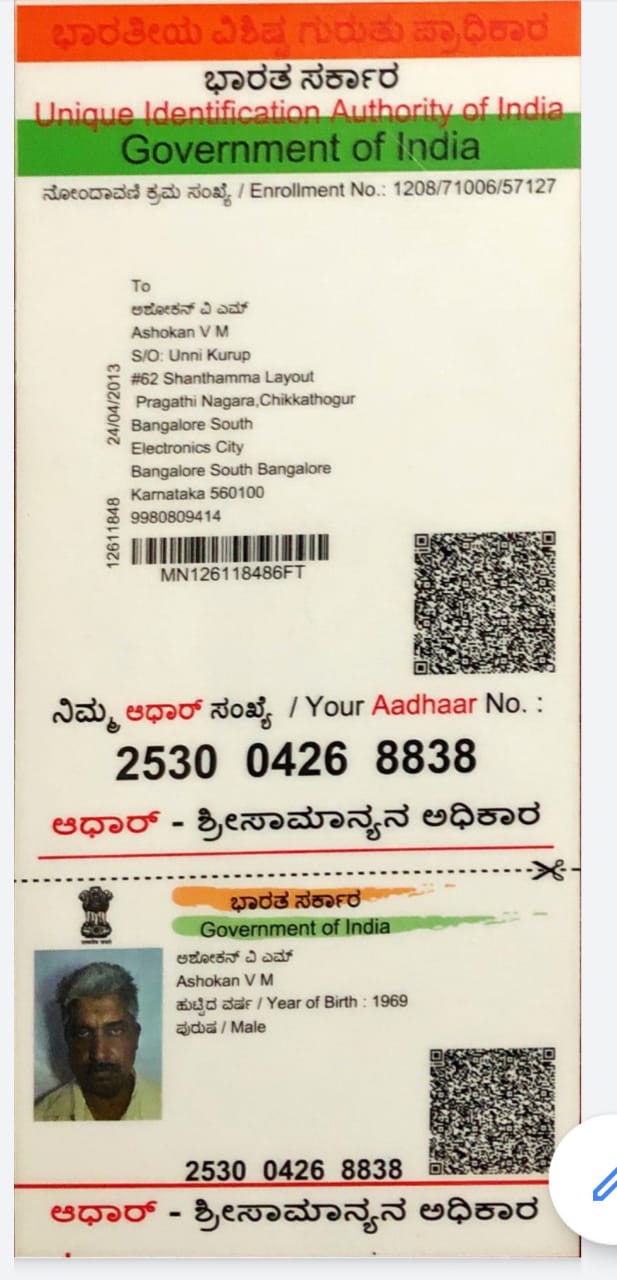 ಭಾರತೀಯ ವಿಶಿಷ್ಟ ಗುರುತು ಪ್ರಾಧಿಕಾರ
ಭಾರತ ಸರ್ಕಾರ
Unique Identification Authority of India
Government of India
ನೋಂದಾವಣಿ ಕ್ರಮ ಸಂಖ್ಯೆ / Enrollment No.: 1208/71006/57127
To
ಅಶೋಕನ್ ವಿ ಎಮ್
Ashokan V M
S/O: Unni Kurup
#62 Shanthamma Layout
Pragathi Nagara,Chikkathogur
Bangalore South
Electronics City
Bangalore South Bangalore
Karnataka 560100
9980809414
24/04/2013
12611848
MN126118486FT
ನಿಮ್ಮ ಆಧಾರ್ ಸಂಖ್ಯೆ / Your Aadhaar No. :
2530 0426 8838
ಆಧಾರ್ - ಶ್ರೀಸಾಮಾನ್ಯನ ಅಧಿಕಾರ
ಭಾರತ ಸರ್ಕಾರ
Government of India
ಅಶೋಕನ್ ವಿ ಎಮ್
Ashokan V M
ಹುಟ್ಟಿದ ವರ್ಷ / Year of Birth : 1969
ಪುರುಷ / Male
2530 0426 8838
ಆಧಾರ್ - ಶ್ರೀಸಾಮಾನ್ಯನ ಅಧಿಕಾರ